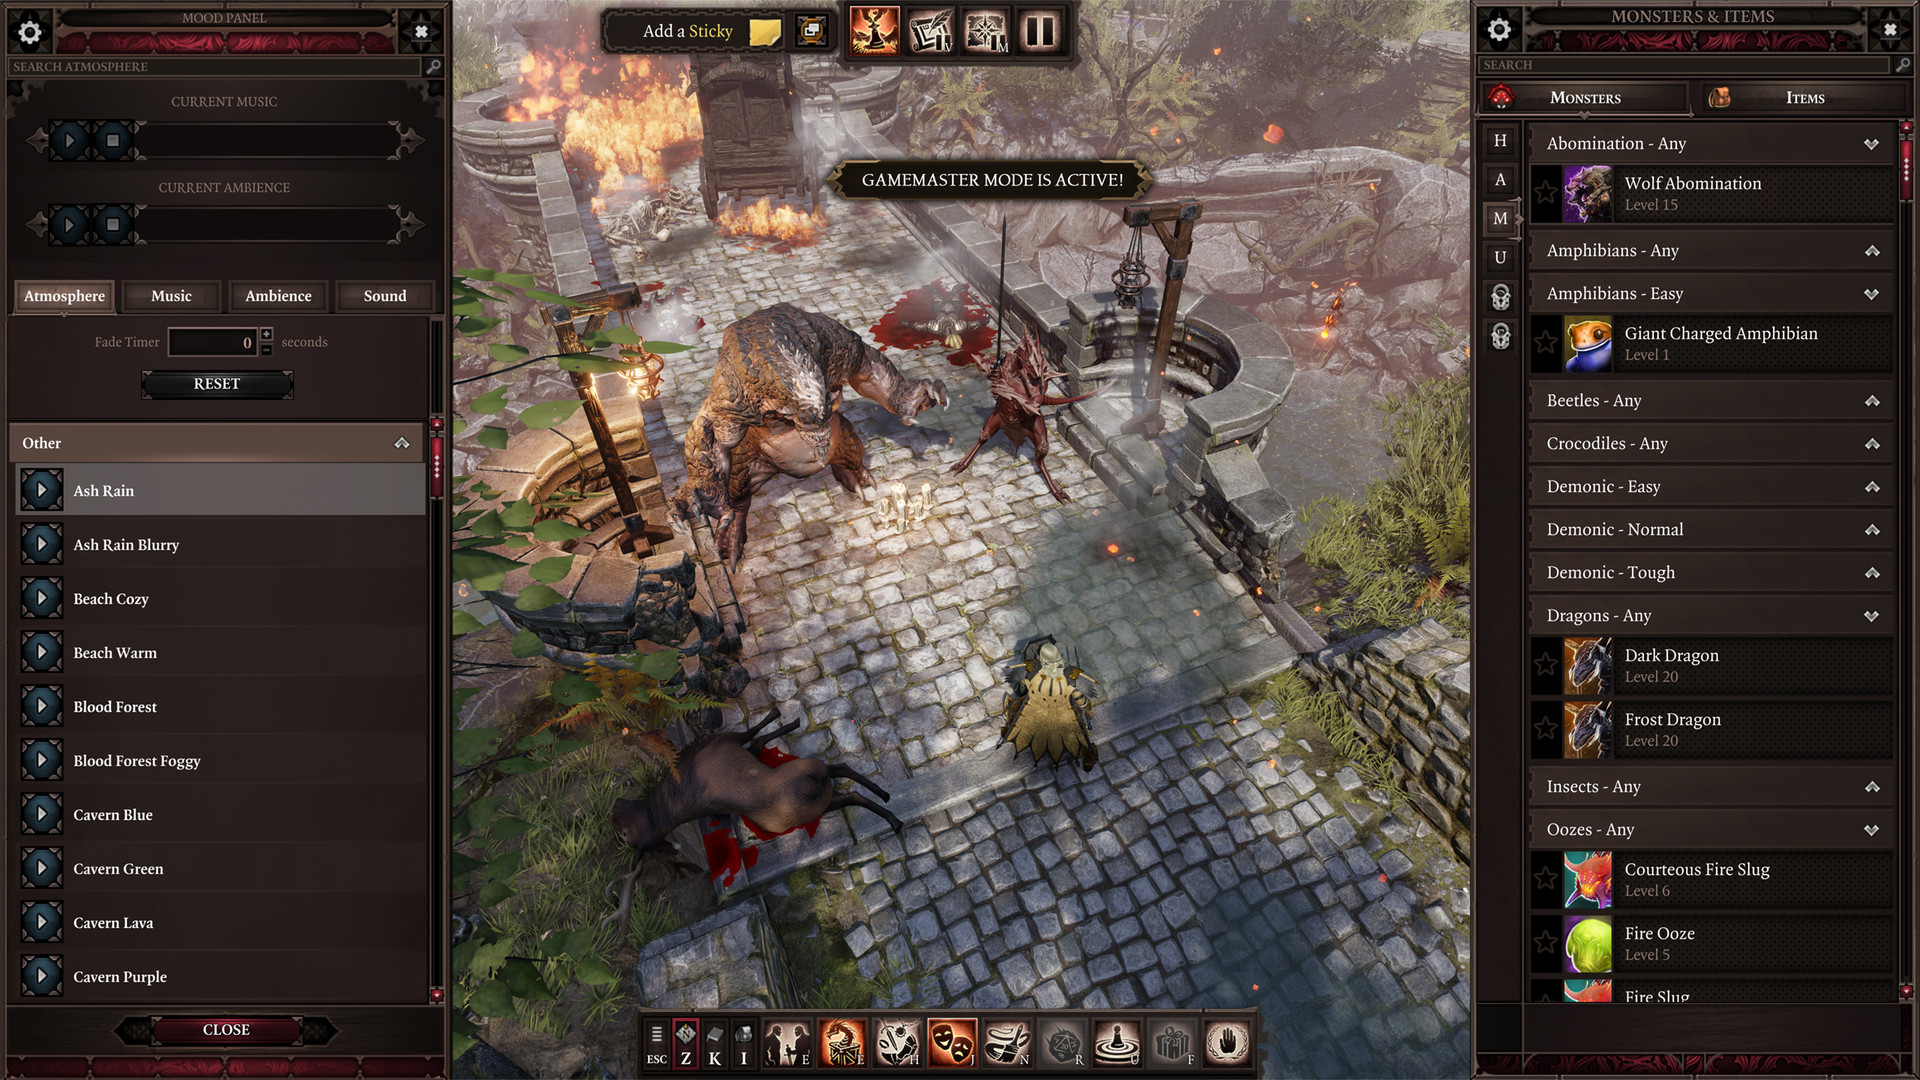 MOOD PANEL
SEARCH ATMOSPHERE
CURRENT MUSIC
CURRENT AMBIENCE
Atmosphere
Music
Ambience
Sound
Fade Timer 0 seconds
RESET
Other
Ash Rain
Ash Rain Blurry
Beach Cozy
Beach Warm
Blood Forest
Blood Forest Foggy
Cavern Blue
Cavern Green
Cavern Lava
Cavern Purple
CLOSE
Add a Sticky
M
GAMEMASTER MODE IS ACTIVE!
ESC Z K I E E H J N R U F
MONSTERS & ITEMS
SEARCH
MONSTERS
ITEMS
H
A
M
U
Abomination - Any
Wolf Abomination
Level 15
Amphibians - Any
Amphibians - Easy
Giant Charged Amphibian
Level 1
Beetles - Any
Crocodiles - Any
Demonic - Easy
Demonic - Normal
Demonic - Tough
Dragons - Any
Dark Dragon
Level 20
Frost Dragon
Level 20
Insects - Any
Oozes - Any
Courteous Fire Slug
Level 6
Fire Ooze
Level 5
Fire Slug